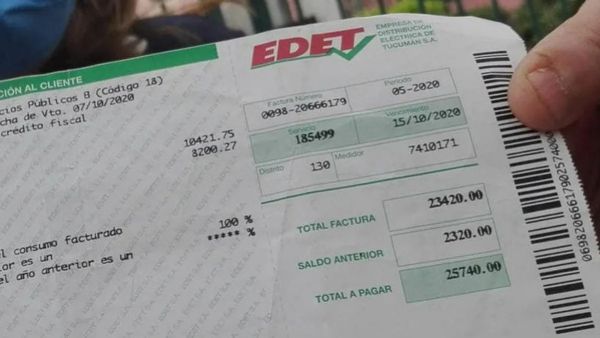 EDET
EMPRESA DE
DISTRIBUCIÓN
ELÉCTRICA DE
TUCUMÁN S.A.
CIÓN AL CLIENTE
cios Públicos B (Código 18)
cha de Vto. 07/10/2020
crédito fiscal
10421.75
8200.27
Factura Número
0098-20666179
Período
05-2020
Servicio
185499
Vencimiento
15/10/2020
Distrito
130
Medidor
7410171
l consumo facturado
100 %
ior es un
***** %
el año anterior es un
TOTAL FACTURA
23420.00
SALDO ANTERIOR
2320.00
TOTAL A PAGAR
25740.00